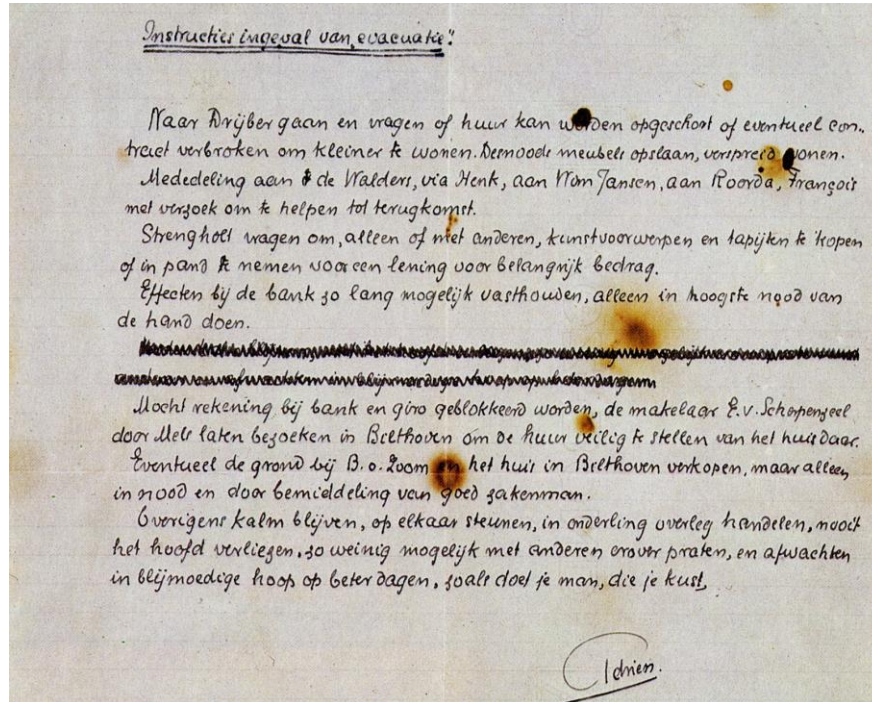 Instructies ingeval van „evacuatie”.
Naar Drijber gaan en vragen of huur kan worden opgeschort of eventueel con-
tract verbroken om kleiner te wonen. Desnoods meubels opslaan, verspreid wonen.
Mededeling aan de Walders, via Henk, aan Wim Jansen, aan Roorda, François
met verzoek om te helpen tot terugkomst.
Strengholt vragen om, alleen of met anderen, kunstvoorwerpen en tapijten te kopen
of in pand te nemen voor een lening voor belangrijk bedrag.
Effecten bij de bank zo lang mogelijk vasthouden, alleen in hoogste nood van
de hand doen.
Mocht rekening bij bank en giro geblokkeerd worden, de makelaar E. v. Scherpenzeel
door Mels laten bezoeken in Bilthoven om de huur veilig te stellen van het huis daar.
Eventueel de grond bij B. o. Zoom en het huis in Bilthoven verkopen, maar alleen
in nood en door bemiddeling van goed zakenman.
Overigens kalm blijven, op elkaar steunen, in onderling overleg handelen, nooit
het hoofd verliezen, zo weinig mogelijk met anderen erover praten, en afwachten
in blijmoedige hoop op beter dagen, zoals doet je man, die je kust,
Adrien.